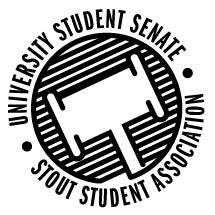 UNIVERSITY STUDENT SENATE
STOUT STUDENT ASSOCIATION